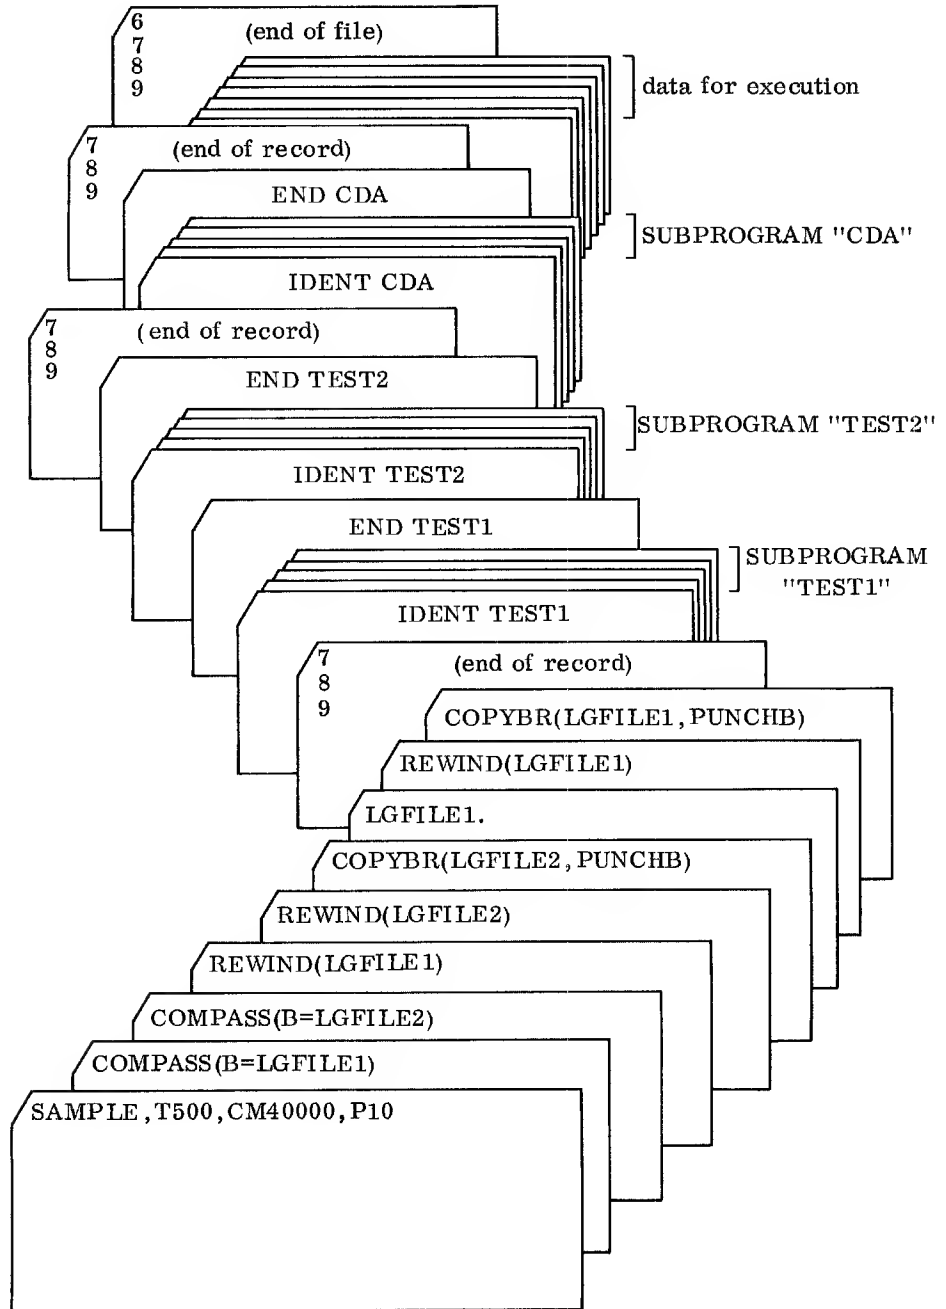 6
7
8
9
(end of file)
data for execution
7
8
9
(end of record)
END CDA
SUBPROGRAM "CDA"
IDENT CDA
7
8
9
(end of record)
END TEST2
SUBPROGRAM "TEST2"
IDENT TEST2
END TEST1
SUBPROGRAM
"TEST1"
IDENT TEST1
7
8
9
(end of record)
COPYBR(LGFILE1,PUNCHB)
REWIND(LGFILE1)
LGFILE1.
COPYBR(LGFILE2,PUNCHB)
REWIND(LGFILE2)
REWIND(LGFILE1)
COMPASS(B=LGFILE2)
COMPASS(B=LGFILE1)
SAMPLE,T500,CM40000,P10